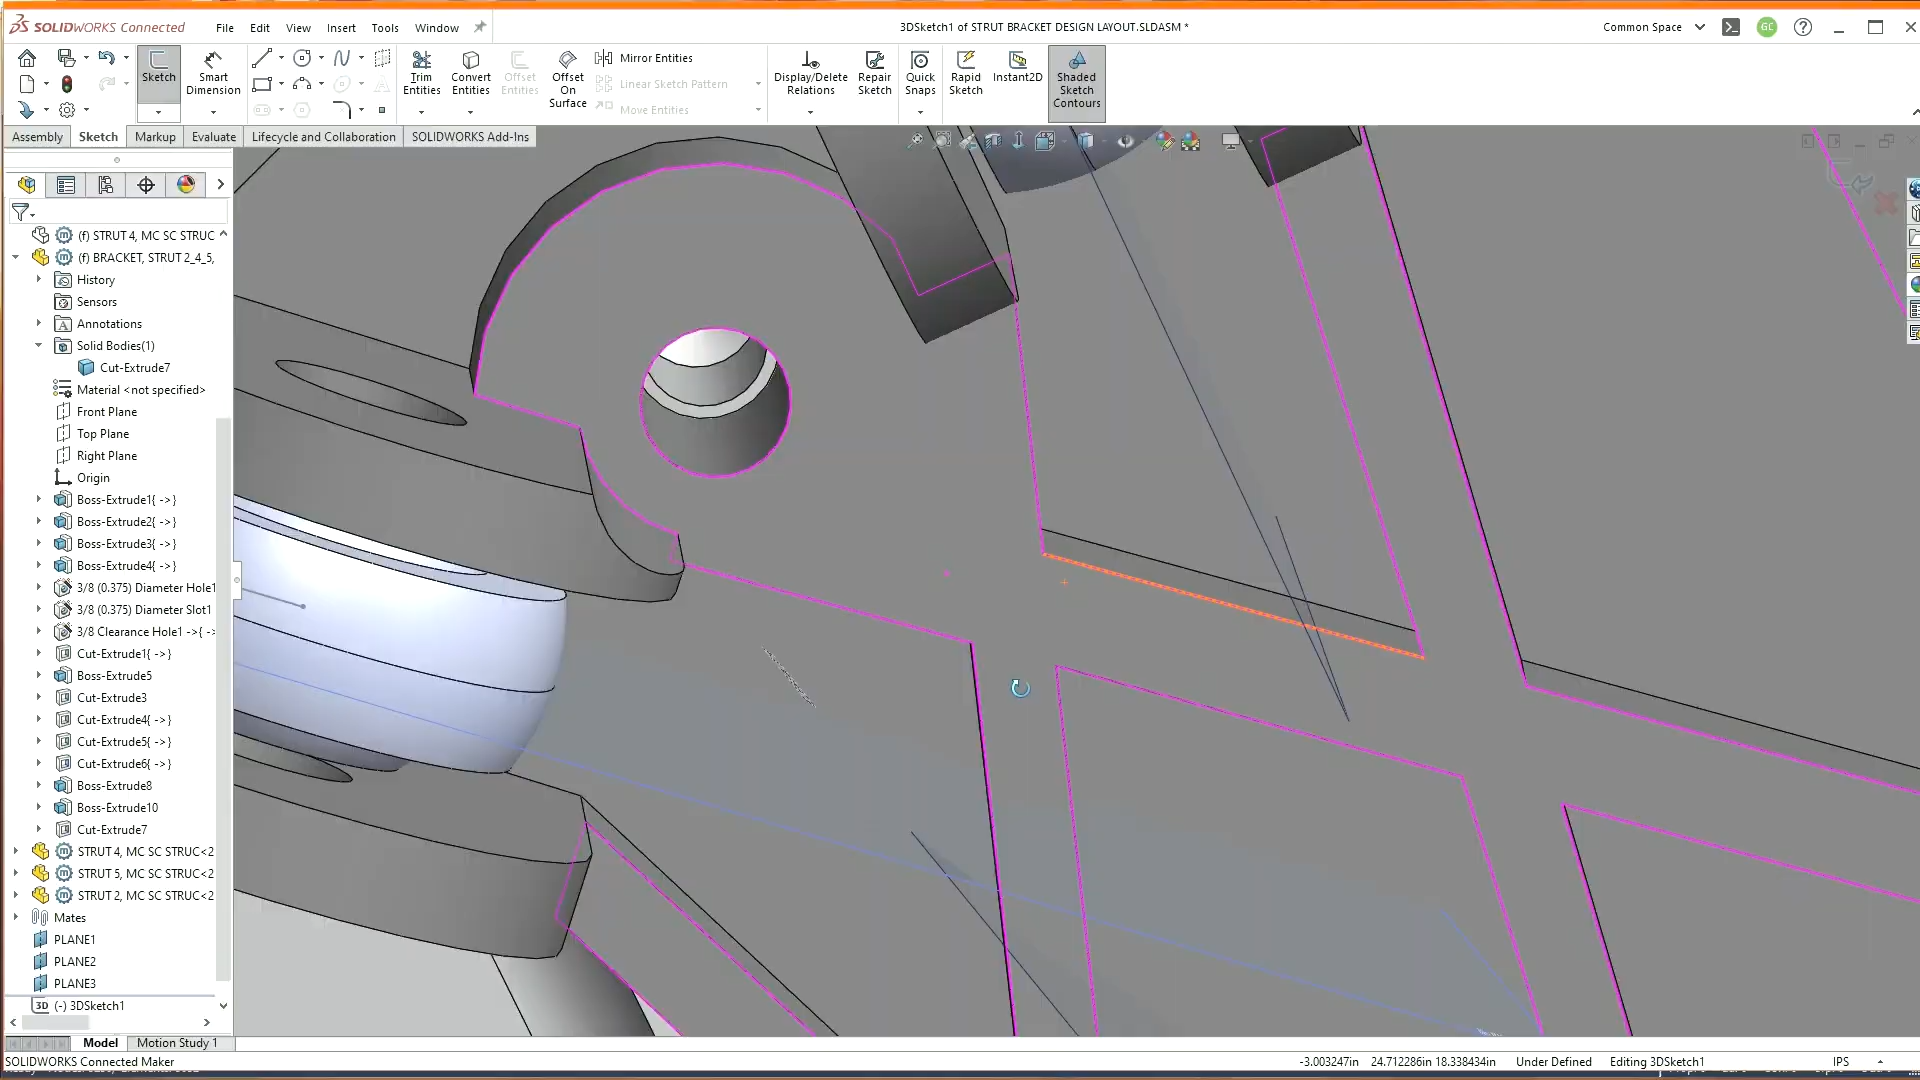 SOLIDWORKS Connected
File Edit View Insert Tools Window
3DSketch1 of STRUT BRACKET DESIGN LAYOUT.SLDASM *
Common Space
GC
Sketch
Smart Dimension
Trim Entities
Convert Entities
Offset Entities
Offset On Surface
Mirror Entities
Linear Sketch Pattern
Move Entities
Display/Delete Relations
Repair Sketch
Quick Snaps
Rapid Sketch
Instant2D
Shaded Sketch Contours
Assembly Sketch Markup Evaluate Lifecycle and Collaboration SOLIDWORKS Add-Ins
(f) STRUT 4, MC SC STRUC
(f) BRACKET, STRUT 2_4_5,
History
Sensors
Annotations
Solid Bodies(1)
Cut-Extrude7
Material <not specified>
Front Plane
Top Plane
Right Plane
Origin
Boss-Extrude1{ ->}
Boss-Extrude2{ ->}
Boss-Extrude3{ ->}
Boss-Extrude4{ ->}
3/8 (0.375) Diameter Hole1
3/8 (0.375) Diameter Slot1
3/8 Clearance Hole1 ->{ ->
Cut-Extrude1{ ->}
Boss-Extrude5
Cut-Extrude3
Cut-Extrude4{ ->}
Cut-Extrude5{ ->}
Cut-Extrude6{ ->}
Boss-Extrude8
Boss-Extrude10
Cut-Extrude7
STRUT 4, MC SC STRUC<2
STRUT 5, MC SC STRUC<2
STRUT 2, MC SC STRUC<2
Mates
PLANE1
PLANE2
PLANE3
3D (-) 3DSketch1
Model Motion Study 1
SOLIDWORKS Connected Maker
-3.003247in 24.712286in 18.338434in Under Defined Editing 3DSketch1 IPS